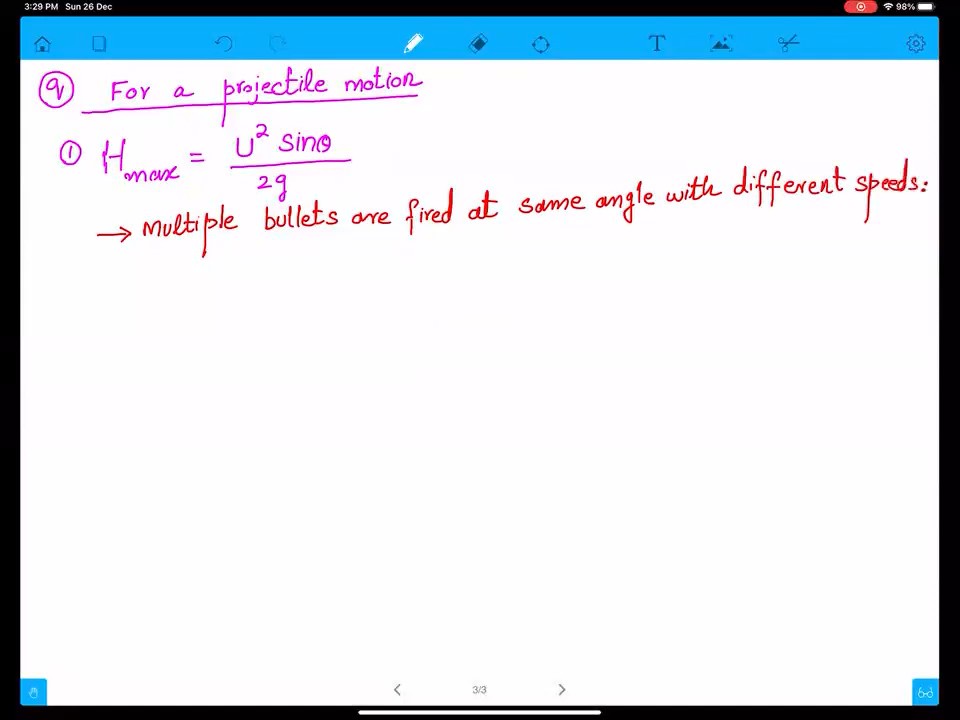 3:29 PM Sun 26 Dec 98%
T
9 For a projectile motion
1 Hmax = U² sinθ / 2g
→ Multiple bullets are fired at same angle with different speeds.
3/3